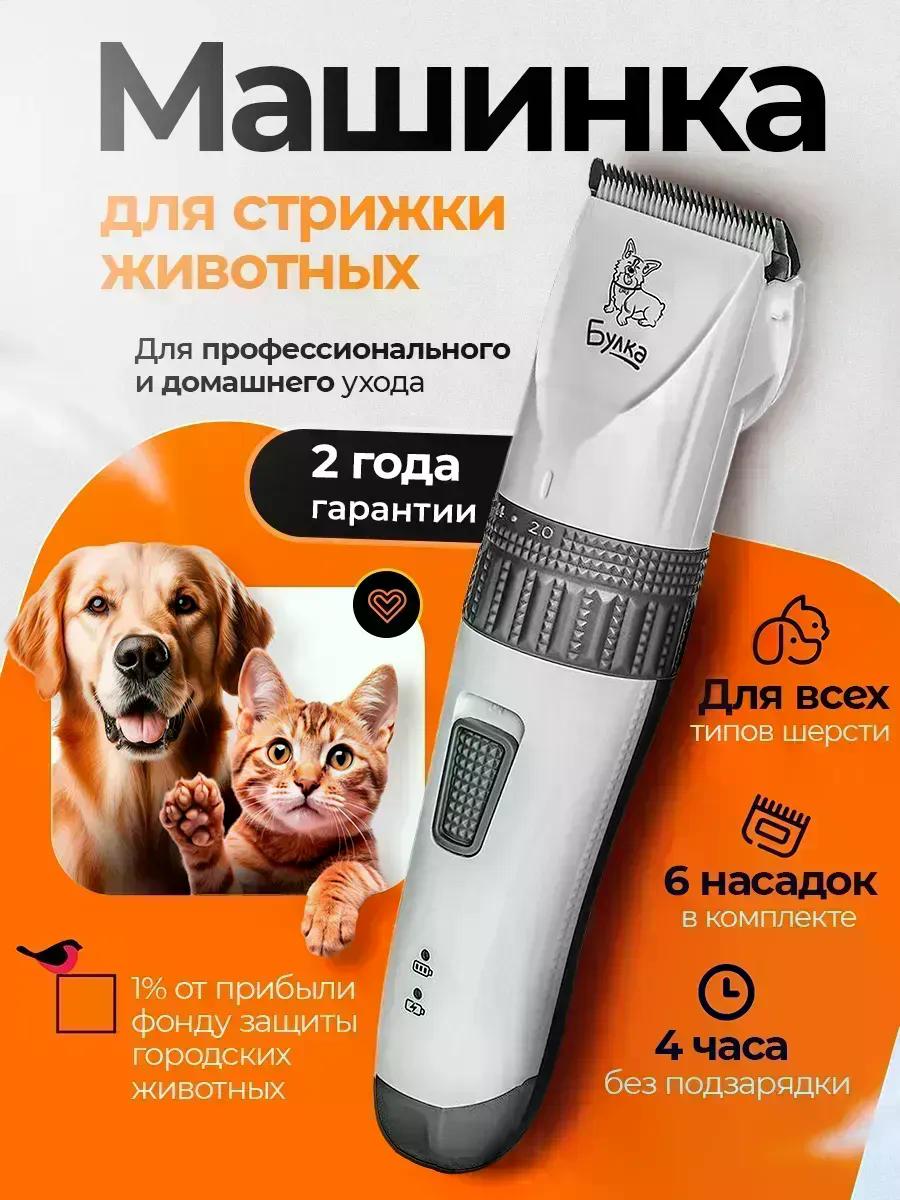 Машинка
для стрижки
животных
Для профессионального
и домашнего ухода
Булка
2 года
гарантии
20
Для всех
типов шерсти
6 насадок
в комплекте
4 часа
без подзарядки
1% от прибыли
фонду защиты
городских
животных